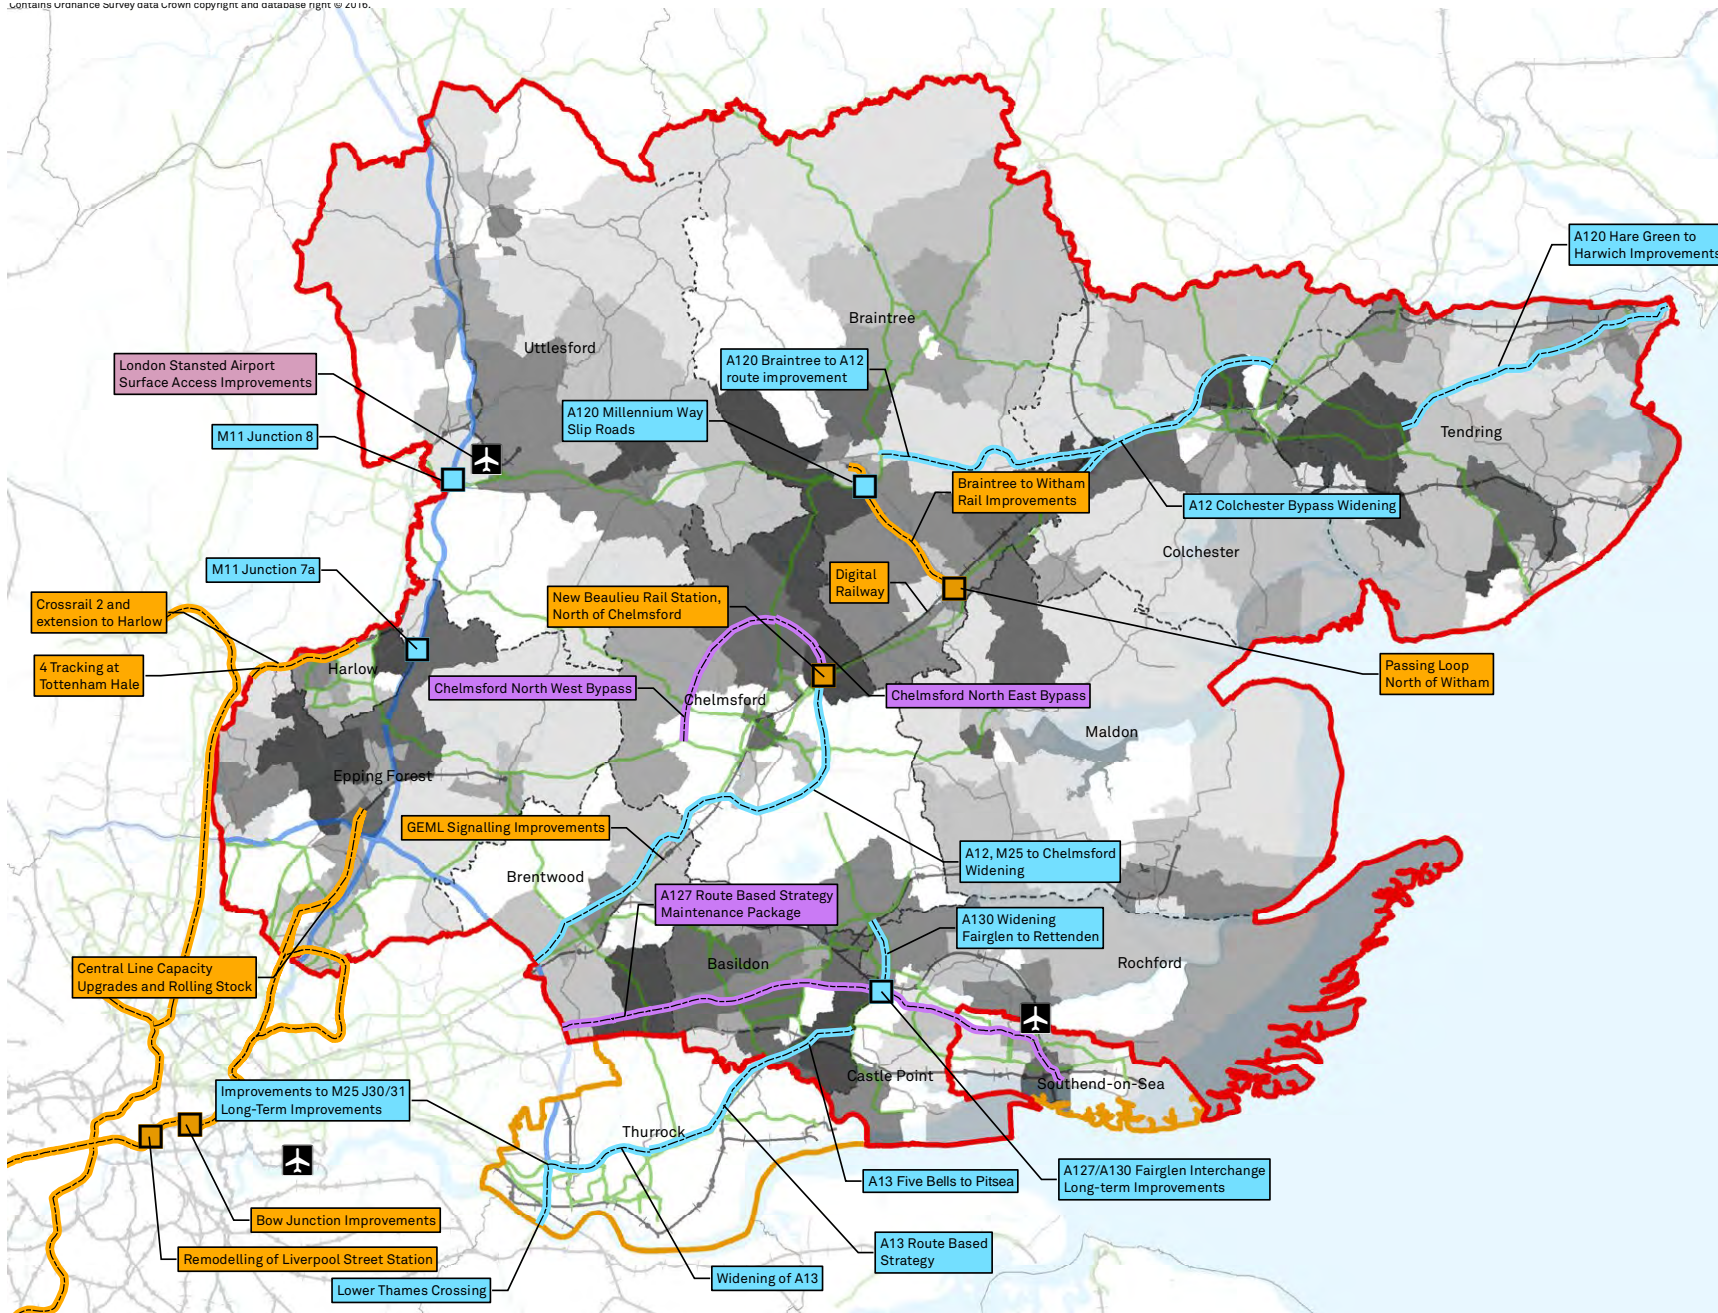 Contains Ordnance Survey data Crown copyright and database right © 2016.
A120 Hare Green to
Harwich Improvements
Braintree
Uttlesford
London Stansted Airport
Surface Access Improvements
A120 Braintree to A12
route improvement
A120 Millennium Way
Slip Roads
M11 Junction 8
Tendring
Braintree to Witham
Rail Improvements
A12 Colchester Bypass Widening
Colchester
M11 Junction 7a
Digital
Railway
New Beaulieu Rail Station,
North of Chelmsford
Crossrail 2 and
extension to Harlow
4 Tracking at
Tottenham Hale
Harlow
Passing Loop
North of Witham
Chelmsford North West Bypass
Chelmsford
Chelmsford North East Bypass
Maldon
Epping Forest
GEML Signalling Improvements
A12, M25 to Chelmsford
Widening
Brentwood
A127 Route Based Strategy
Maintenance Package
A130 Widening
Fairglen to Rettenden
Basildon
Rochford
Central Line Capacity
Upgrades and Rolling Stock
Castle Point
Southend-on-Sea
Improvements to M25 J30/31
Long-Term Improvements
Thurrock
A13 Five Bells to Pitsea
A127/A130 Fairglen Interchange
Long-term Improvements
Bow Junction Improvements
Remodelling of Liverpool Street Station
A13 Route Based
Strategy
Widening of A13
Lower Thames Crossing